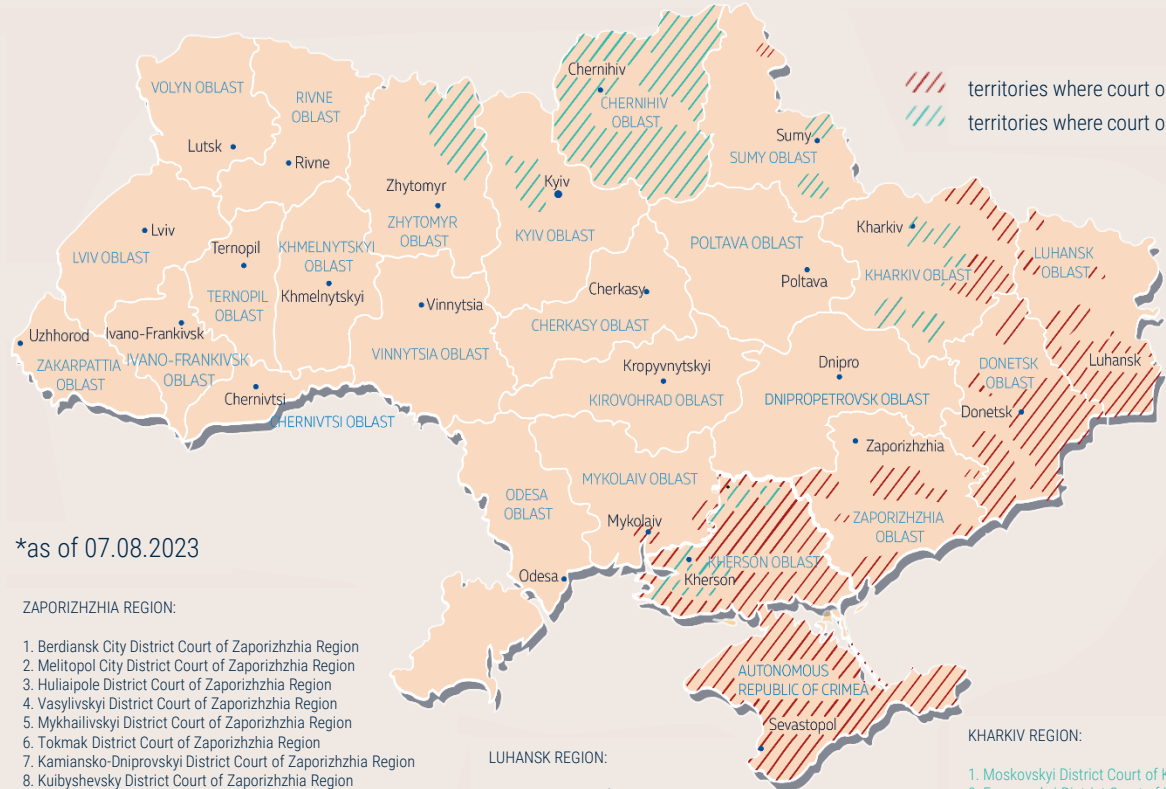 Chernihiv
CHERNIHIV
OBLAST
VOLYN OBLAST
RIVNE
OBLAST
territories where court o
territories where court o
Sumy
SUMY OBLAST
Lutsk
Rivne
Zhytomyr
ZHYTOMYR
OBLAST
Kyiv
KYIV OBLAST
Lviv
LVIV OBLAST
Ternopil
TERNOPIL
OBLAST
KHMELNYTSKYI
OBLAST
Khmelnytskyi
POLTAVA OBLAST
Poltava
Kharkiv
KHARKIV OBLAST
LUHANSK
OBLAST
Luhansk
Vinnytsia
VINNYTSIA OBLAST
Cherkasy
CHERKASY OBLAST
Uzhhorod
ZAKARPATTIA
OBLAST
Ivano-Frankivsk
IVANO-FRANKIVSK
OBLAST
Chernivtsi
CHERNIVTSI OBLAST
Kropyvnytskyi
KIROVOHRAD OBLAST
Dnipro
DNIPROPETROVSK OBLAST
DONETSK
OBLAST
Donetsk
Zaporizhzhia
ZAPORIZHZHIA
OBLAST
MYKOLAIV OBLAST
Mykolaiv
ODESA
OBLAST
Odesa
KHERSON OBLAST
Kherson
AUTONOMOUS
REPUBLIC OF CRIMEA
Sevastopol
*as of 07.08.2023
ZAPORIZHZHIA REGION:
1. Berdiansk City District Court of Zaporizhzhia Region
2. Melitopol City District Court of Zaporizhzhia Region
3. Huliaipole District Court of Zaporizhzhia Region
4. Vasylivskyi District Court of Zaporizhzhia Region
5. Mykhailivskyi District Court of Zaporizhzhia Region
6. Tokmak District Court of Zaporizhzhia Region
7. Kamiansko-Dniprovskyi District Court of Zaporizhzhia Region
8. Kuibyshevsky District Court of Zaporizhzhia Region
LUHANSK REGION:
KHARKIV REGION:
1. Moskovskyi District Court of K